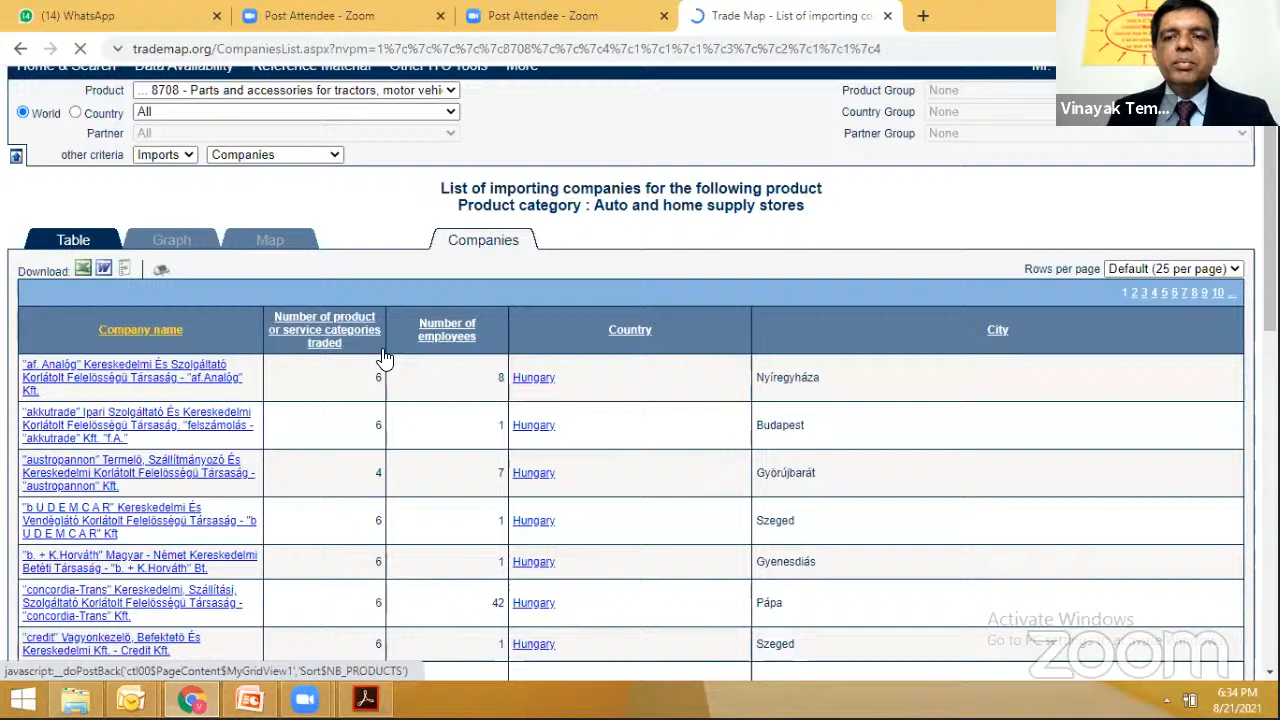 (14) WhatsApp
Post Attendee - Zoom
Post Attendee - Zoom
Trade Map - List of importing co
trademap.org/CompaniesList.aspx?nvpm=1%7c%7c%7c%7c8708%7c%7c%7c4%7c1%7c1%7c1%7c3%7c%7c2%7c1%7c1%7c4
Home & Search
Data Availability
Reference Material
Other ITC Tools
More
Mr.
Vinayak Tem...
Product
... 8708 - Parts and accessories for tractors, motor vehi
Product Group
None
World
Country
All
Country Group
None
Partner
All
Partner Group
None
other criteria
Imports
Companies
List of importing companies for the following product
Product category : Auto and home supply stores
Table
Graph
Map
Companies
Download:
Rows per page
Default (25 per page)
1 2 3 4 5 6 7 8 9 10 ...
Company name
Number of product
or service categories
traded
Number of
employees
Country
City
"af. Analóg" Kereskedelmi És Szolgáltató
Korlátolt Felelösségü Társaság - "af.Analóg"
Kft.
6
8
Hungary
Nyíregyháza
"akkutrade" Ipari Szolgáltató És Kereskedelmi
Korlátolt Felelösségü Társaság. "felszámolás -
"akkutrade" Kft. "f.A."
6
1
Hungary
Budapest
"austropannon" Termelö, Szállítmányozó És
Kereskedelmi Korlátolt Felelösségü Társaság -
"austropannon" Kft.
4
7
Hungary
Györújbarát
"b U D E M C A R" Kereskedelmi És
Vendéglátó Korlátolt Felelösségü Társaság - "b
U D E M C A R" Kft
6
1
Hungary
Szeged
"b. + K.Horváth" Magyar - Német Kereskedelmi
Betéti Társaság - "b. + K.Horváth" Bt.
6
1
Hungary
Gyenesdiás
"concordia-Trans" Kereskedelmi, Szállítási,
Szolgáltató Korlátolt Felelösségü Társaság -
"concordia-Trans" Kft.
6
42
Hungary
Pápa
"credit" Vagyonkezelö, Befektetö És
Kereskedelmi Kft. - Credit Kft.
6
1
Hungary
Szeged
Activate Windows
zoom
javascript:__doPostBack('ctl00$PageContent$MyGridView1','Sort$NB_PRODUCTS')
6:34 PM
8/21/2021